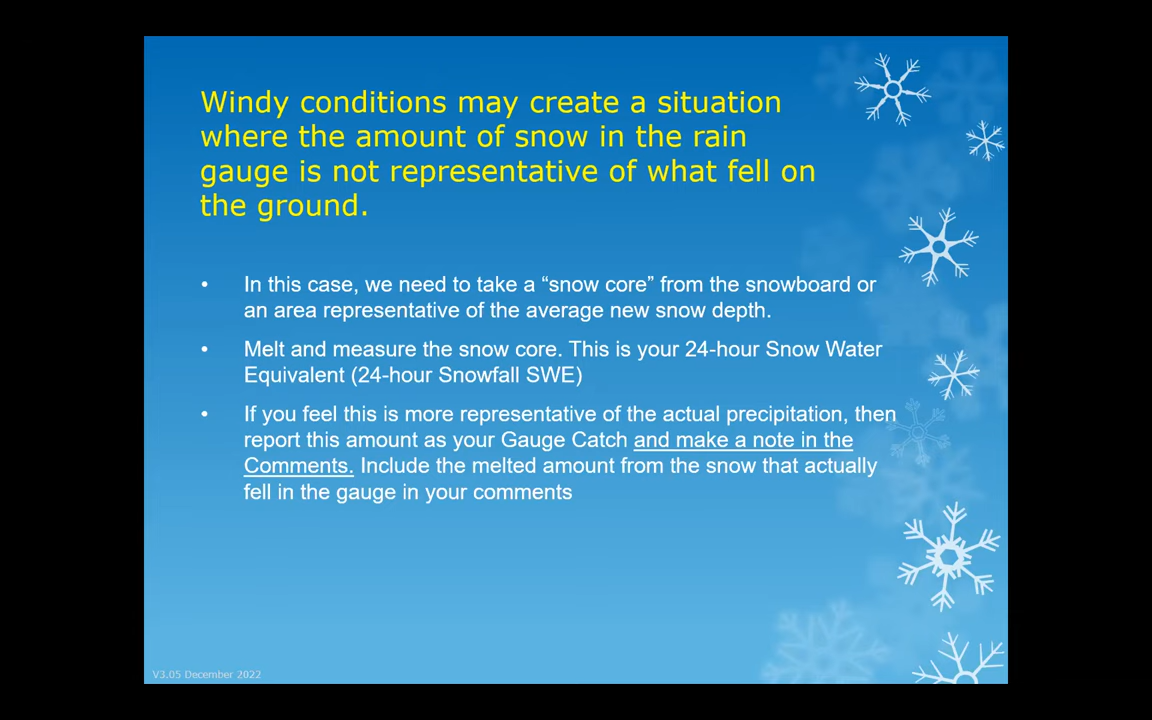 Windy conditions may create a situation
where the amount of snow in the rain
gauge is not representative of what fell on
the ground.
• In this case, we need to take a “snow core” from the snowboard or
an area representative of the average new snow depth.
• Melt and measure the snow core. This is your 24-hour Snow Water
Equivalent (24-hour Snowfall SWE)
• If you feel this is more representative of the actual precipitation, then
report this amount as your Gauge Catch and make a note in the
Comments. Include the melted amount from the snow that actually
fell in the gauge in your comments
V3.05 December 2022